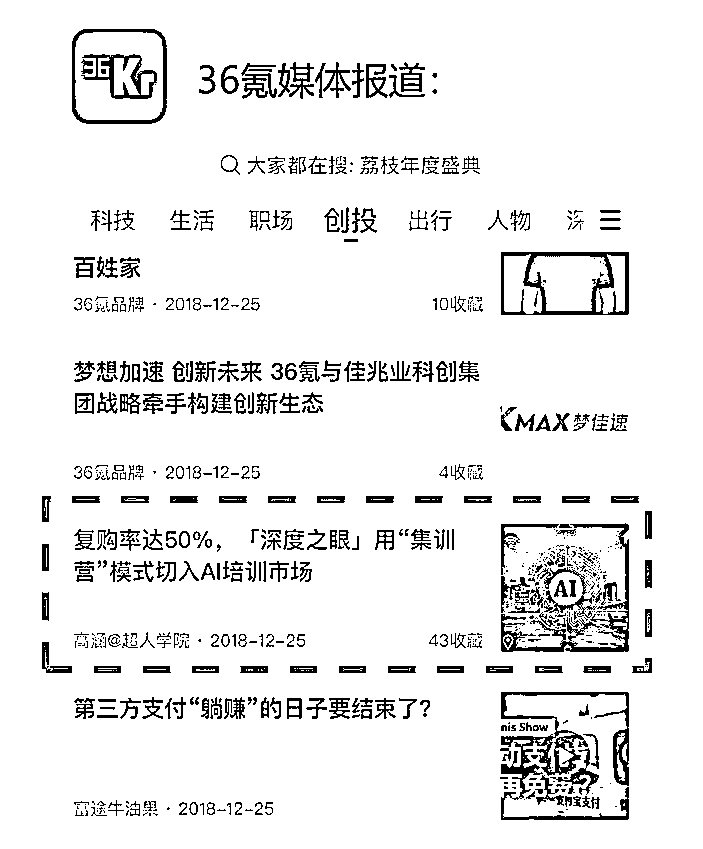 36Kr 36氪媒体报道：
大家都在搜: 荔枝年度盛典
科技 生活 职场 创投 出行 人物 深
百姓家
36氪品牌 · 2018-12-25 10收藏
梦想加速 创新未来 36氪与佳兆业科创集
团战略牵手构建创新生态
KMAX 梦佳速
36氪品牌 · 2018-12-25 4收藏
复购率达50%，「深度之眼」用“集训
营”模式切入AI培训市场
AI
高涵@超人学院 · 2018-12-25 43收藏
第三方支付“躺赚”的日子要结束了？
nis Show
动支
再免费?
支付宝支付
富途牛油果 · 2018-12-25